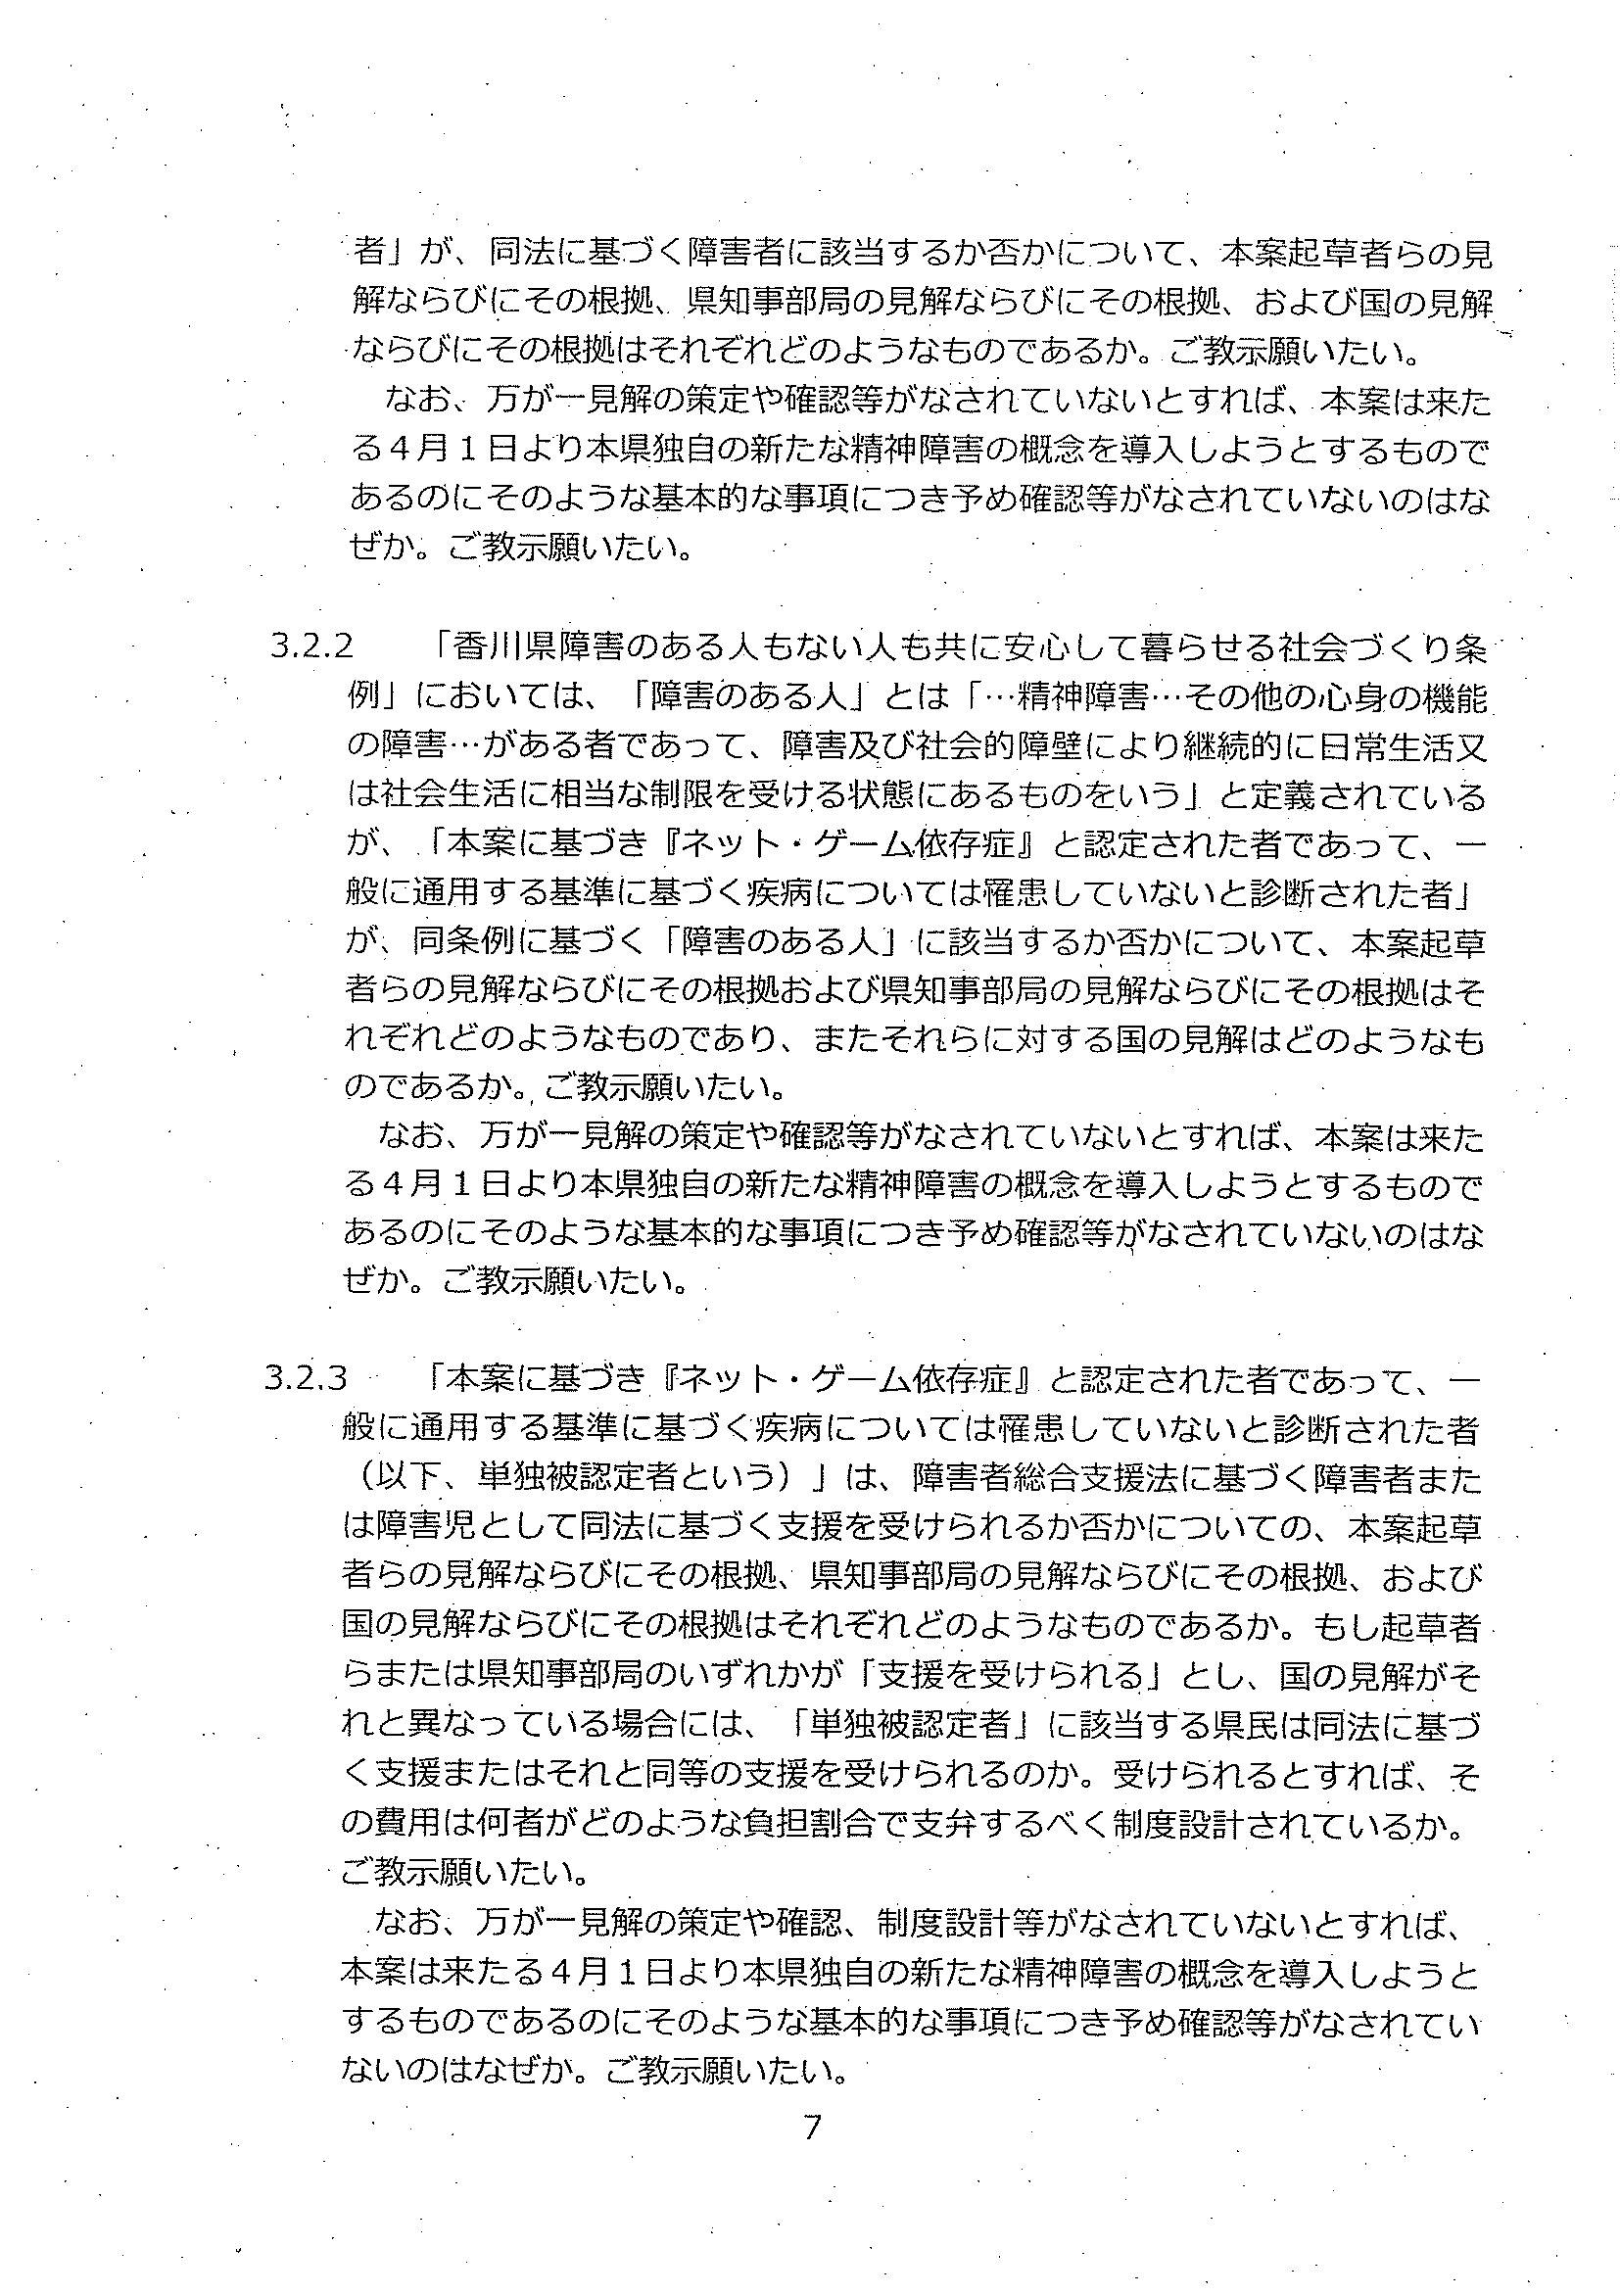 者」が、同法に基づく障害者に該当するか否かについて、本案起草者らの見
解ならびにその根拠、県知事部局の見解ならびにその根拠、および国の見解
ならびにその根拠はそれぞれどのようなものであるか。ご教示願いたい。
なお、万が一見解の策定や確認等がなされていないとすれば、本案は来た
る４月１日より本県独自の新たな精神障害の概念を導入しようとするもので
あるのにそのような基本的な事項につき予め確認等がなされていないのはな
ぜか。ご教示願いたい。
3.2.2 「香川県障害のある人もない人も共に安心して暮らせる社会づくり条
例」においては、「障害のある人」とは「…精神障害…その他の心身の機能
の障害…がある者であって、障害及び社会的障壁により継続的に日常生活又
は社会生活に相当な制限を受ける状態にあるものをいう」と定義されている
が、「本案に基づき『ネット・ゲーム依存症』と認定された者であって、一
般に通用する基準に基づく疾病については罹患していないと診断された者」
が、同条例に基づく「障害のある人」に該当するか否かについて、本案起草
者らの見解ならびにその根拠および県知事部局の見解ならびにその根拠はそ
れぞれどのようなものであり、またそれらに対する国の見解はどのようなも
のであるか。ご教示願いたい。
なお、万が一見解の策定や確認等がなされていないとすれば、本案は来た
る４月１日より本県独自の新たな精神障害の概念を導入しようとするもので
あるのにそのような基本的な事項につき予め確認等がなされていないのはな
ぜか。ご教示願いたい。
3.2.3 「本案に基づき『ネット・ゲーム依存症』と認定された者であって、一
般に通用する基準に基づく疾病については罹患していないと診断された者
（以下、単独被認定者という）」は、障害者総合支援法に基づく障害者また
は障害児として同法に基づく支援を受けられるか否かについての、本案起草
者らの見解ならびにその根拠、県知事部局の見解ならびにその根拠、および
国の見解ならびにその根拠はそれぞれどのようなものであるか。もし起草者
らまたは県知事部局のいずれかが「支援を受けられる」とし、国の見解がそ
れと異なっている場合には、「単独被認定者」に該当する県民は同法に基づ
く支援またはそれと同等の支援を受けられるのか。受けられるとすれば、そ
の費用は何者がどのような負担割合で支弁するべく制度設計されているか。
ご教示願いたい。
なお、万が一見解の策定や確認、制度設計等がなされていないとすれば、
本案は来たる４月１日より本県独自の新たな精神障害の概念を導入しようと
するものであるのにそのような基本的な事項につき予め確認等がなされてい
ないのはなぜか。ご教示願いたい。
7